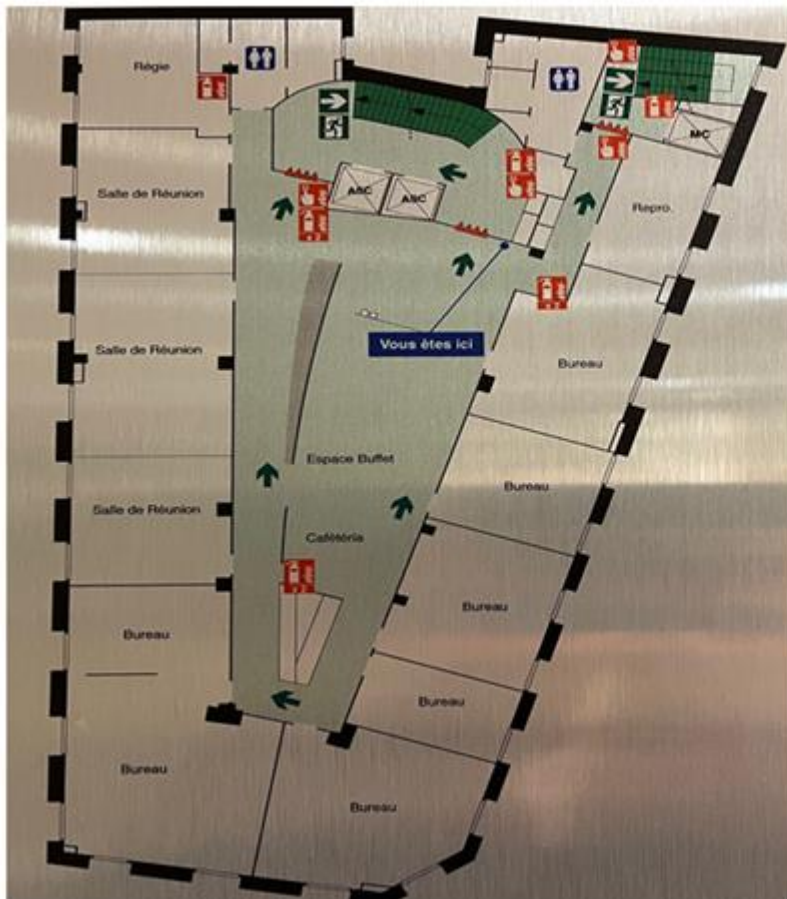 Régie
MC
Salle de Réunion
ASC
ASC
Repro.
Vous êtes ici
Salle de Réunion
Bureau
Espace Buffet
Bureau
Salle de Réunion
Cafétéria
Bureau
Bureau
Bureau
Bureau
Bureau